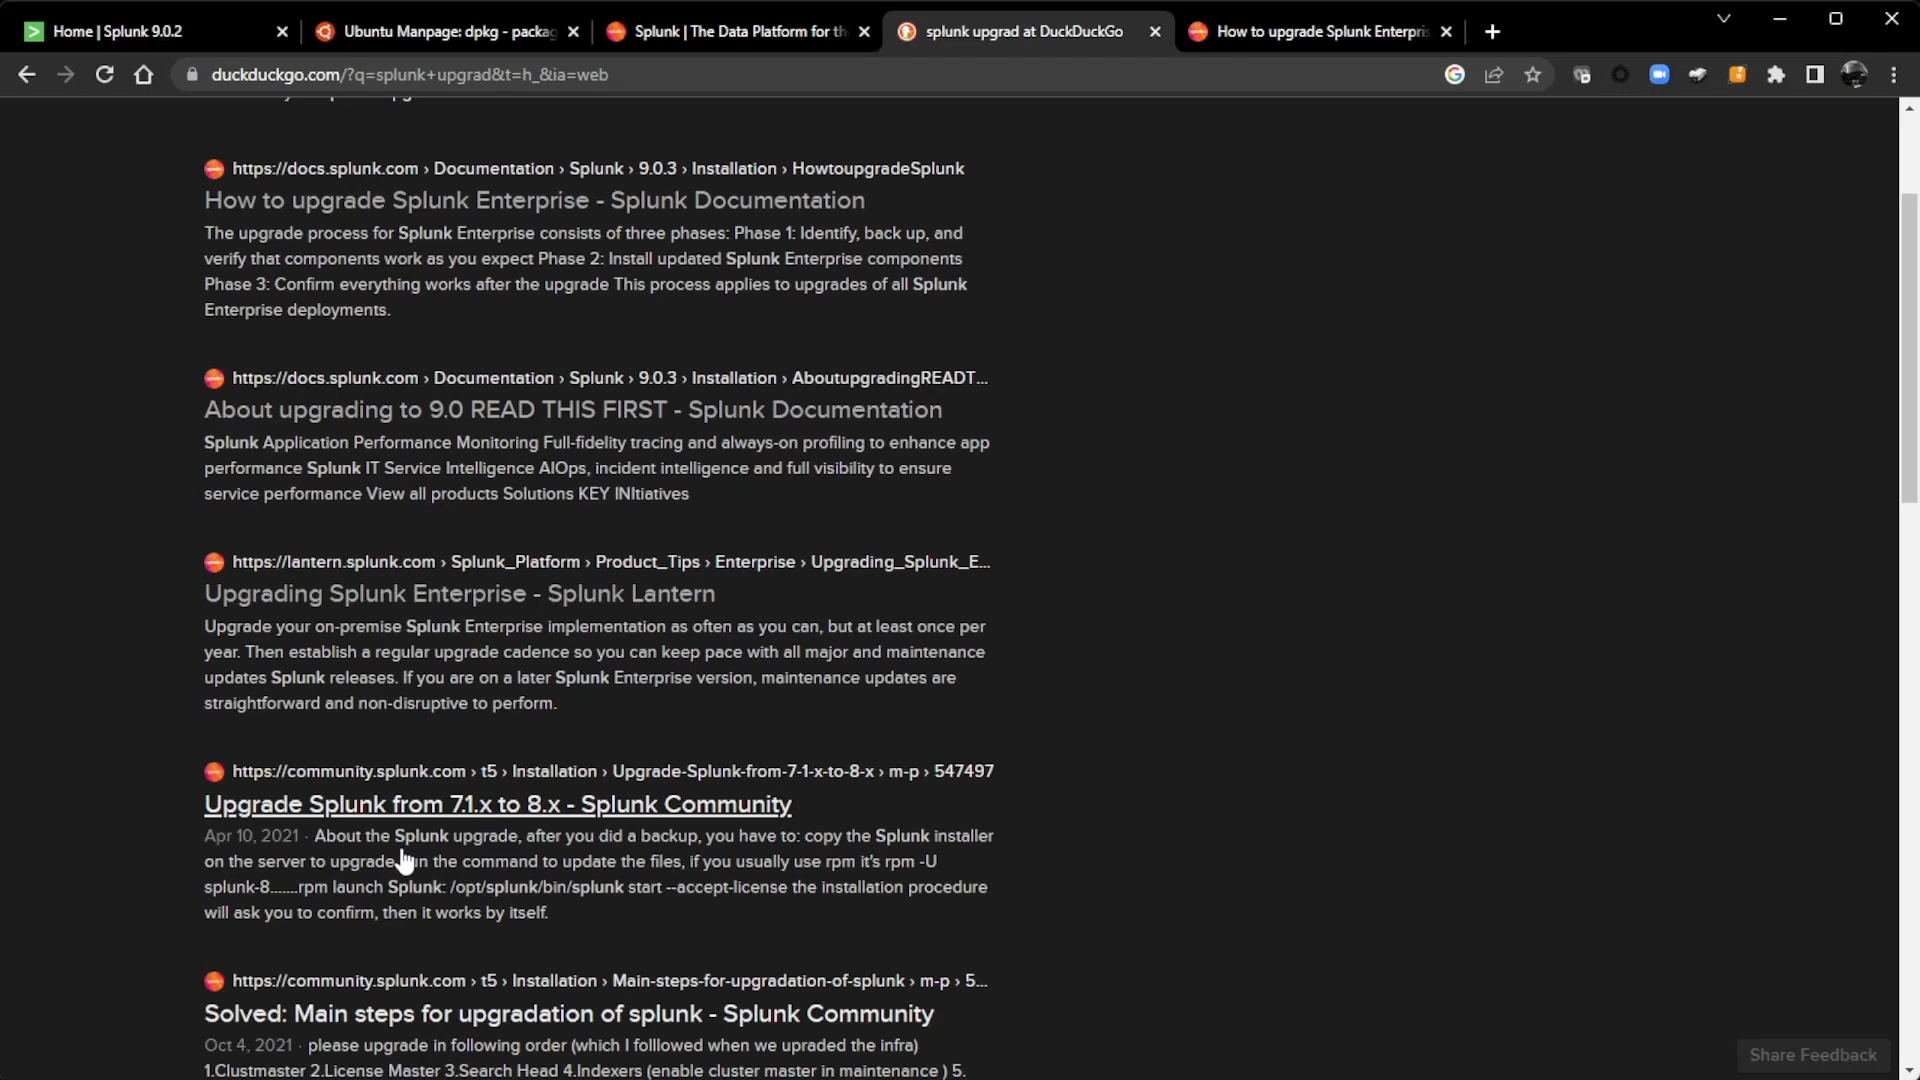 Home | Splunk 9.0.2
Ubuntu Manpage: dpkg - packag
Splunk | The Data Platform for th
splunk upgrad at DuckDuckGo
How to upgrade Splunk Enterpris
duckduckgo.com/?q=splunk+upgrad&t=h_&ia=web
https://docs.splunk.com › Documentation › Splunk › 9.0.3 › Installation › HowtoupgradeSplunk
How to upgrade Splunk Enterprise - Splunk Documentation
The upgrade process for Splunk Enterprise consists of three phases: Phase 1: Identify, back up, and
verify that components work as you expect Phase 2: Install updated Splunk Enterprise components
Phase 3: Confirm everything works after the upgrade This process applies to upgrades of all Splunk
Enterprise deployments.
https://docs.splunk.com › Documentation › Splunk › 9.0.3 › Installation › AboutupgradingREADT...
About upgrading to 9.0 READ THIS FIRST - Splunk Documentation
Splunk Application Performance Monitoring Full-fidelity tracing and always-on profiling to enhance app
performance Splunk IT Service Intelligence AIOps, incident intelligence and full visibility to ensure
service performance View all products Solutions KEY INItiatives
https://lantern.splunk.com › Splunk_Platform › Product_Tips › Enterprise › Upgrading_Splunk_E...
Upgrading Splunk Enterprise - Splunk Lantern
Upgrade your on-premise Splunk Enterprise implementation as often as you can, but at least once per
year. Then establish a regular upgrade cadence so you can keep pace with all major and maintenance
updates Splunk releases. If you are on a later Splunk Enterprise version, maintenance updates are
straightforward and non-disruptive to perform.
https://community.splunk.com › t5 › Installation › Upgrade-Splunk-from-7-1-x-to-8-x › m-p › 547497
Upgrade Splunk from 7.1.x to 8.x - Splunk Community
Apr 10, 2021 · About the Splunk upgrade, after you did a backup, you have to: copy the Splunk installer
on the server to upgrade the command to update the files, if you usually use rpm it's rpm -U
splunk-8.......rpm launch Splunk: /opt/splunk/bin/splunk start --accept-license the installation procedure
will ask you to confirm, then it works by itself.
https://community.splunk.com › t5 › Installation › Main-steps-for-upgradation-of-splunk › m-p › 5...
Solved: Main steps for upgradation of splunk - Splunk Community
Oct 4, 2021 · please upgrade in following order (which I folllowed when we upraded the infra)
1.Clustmaster 2.License Master 3.Search Head 4.Indexers (enable cluster master in maintenance ) 5.
Share Feedback